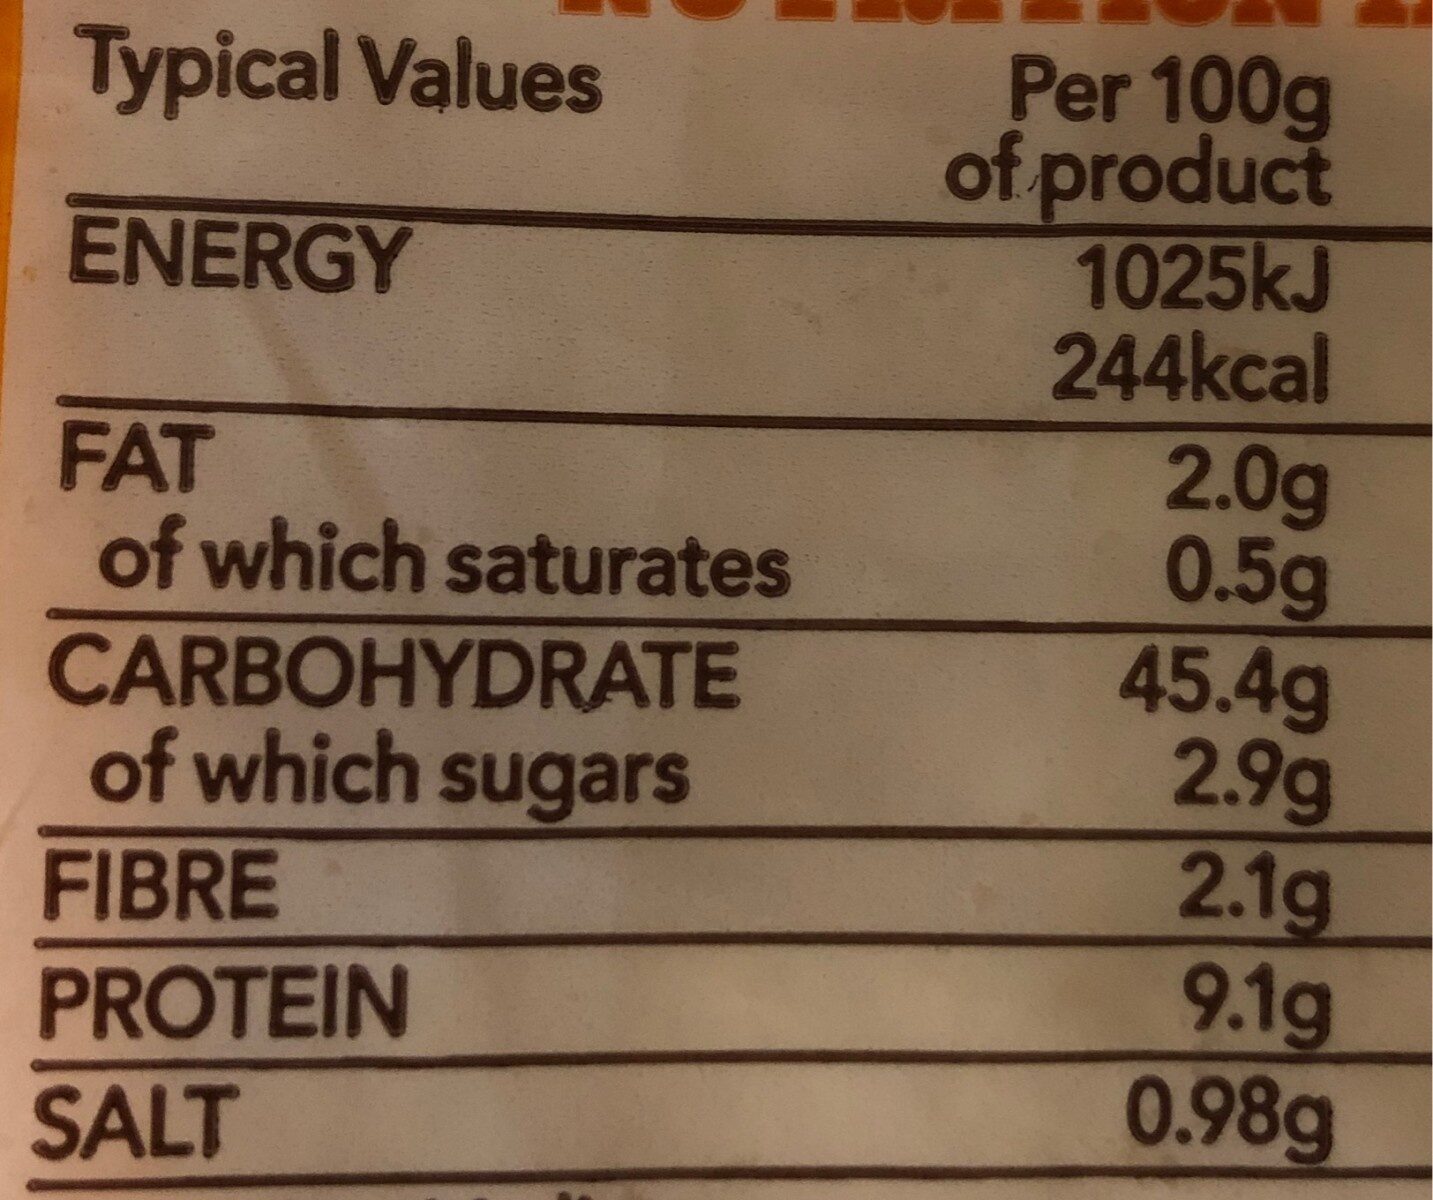 NUTRITION
Typical Values Per 100g
of product
ENERGY 1025kJ
244kcal
FAT 2.0g
of which saturates 0.5g
CARBOHYDRATE 45.4g
of which sugars 2.9g
FIBRE 2.1g
PROTEIN 9.1g
SALT 0.98g